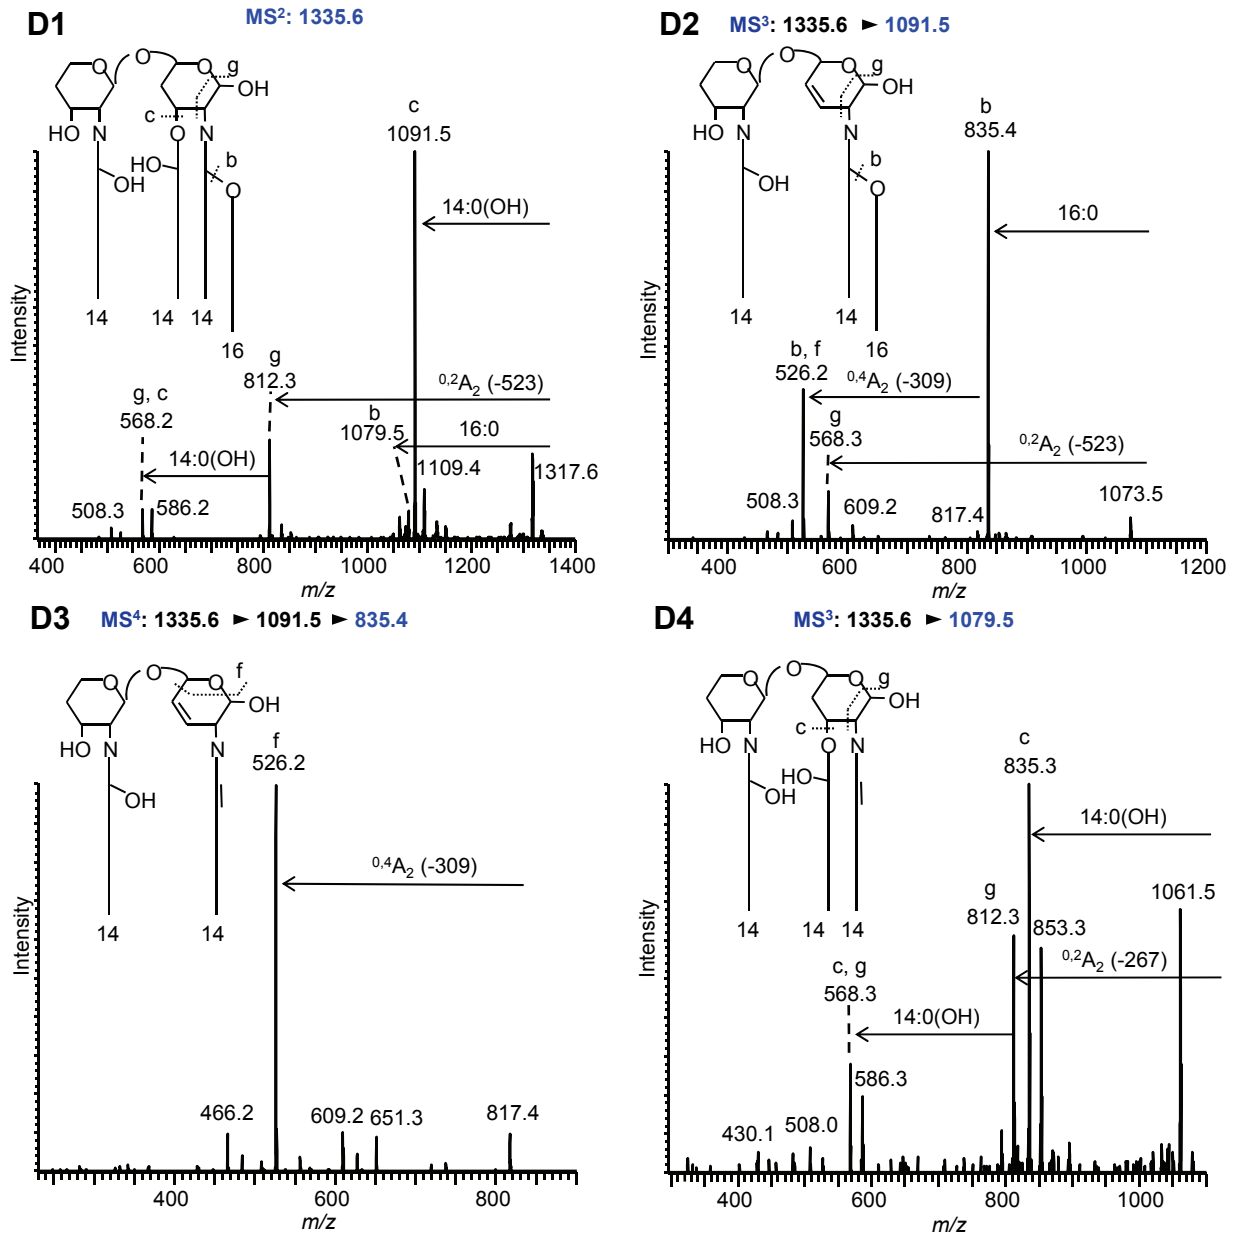 D1
MS²: 1335.6
O
O
g
OH
c
HO
N
O
N
HO
OH
b
O
14
14
14
16
c
1091.5
14:0(OH)
g
812.3
⁰,²A₂ (-523)
g, c
568.2
b
1079.5
16:0
14:0(OH)
1109.4
1317.6
508.3
586.2
Intensity
400
600
800
1000
1200
1400
m/z
D2
MS³: 1335.6 ► 1091.5
O
O
O
g
OH
HO
N
N
OH
b
O
14
14
16
b
835.4
16:0
b, f
526.2
⁰,⁴A₂ (-309)
g
568.3
⁰,²A₂ (-523)
508.3
609.2
817.4
1073.5
Intensity
400
600
800
1000
1200
m/z
D3
MS⁴: 1335.6 ► 1091.5 ► 835.4
O
O
O
f
OH
HO
N
N
OH
14
14
f
526.2
⁰,⁴A₂ (-309)
466.2
609.2
651.3
817.4
Intensity
400
600
800
m/z
D4
MS³: 1335.6 ► 1079.5
O
O
O
g
OH
c
HO
N
O
N
HO
OH
14
14
14
c
835.3
14:0(OH)
g
812.3
853.3
1061.5
⁰,²A₂ (-267)
c, g
568.3
14:0(OH)
586.3
430.1
508.0
Intensity
400
600
800
1000
m/z